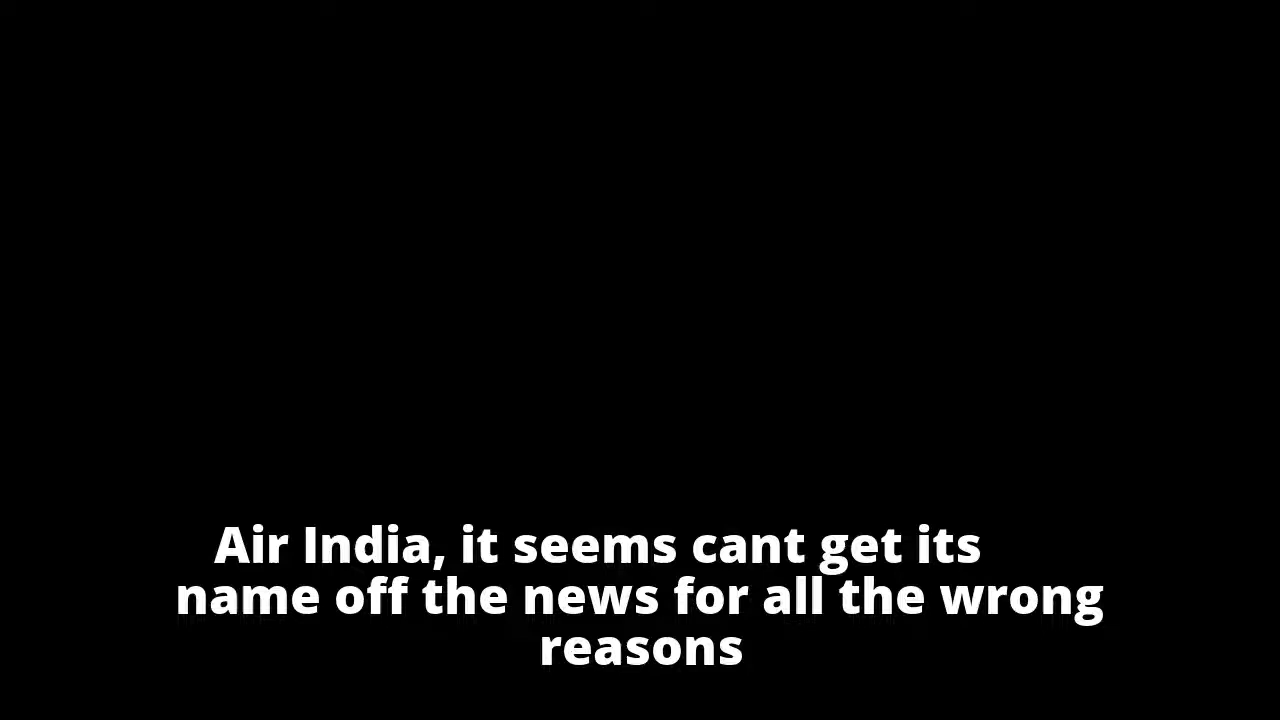 Air India, it seems cant get its
name off the news for all the wrong
reasons